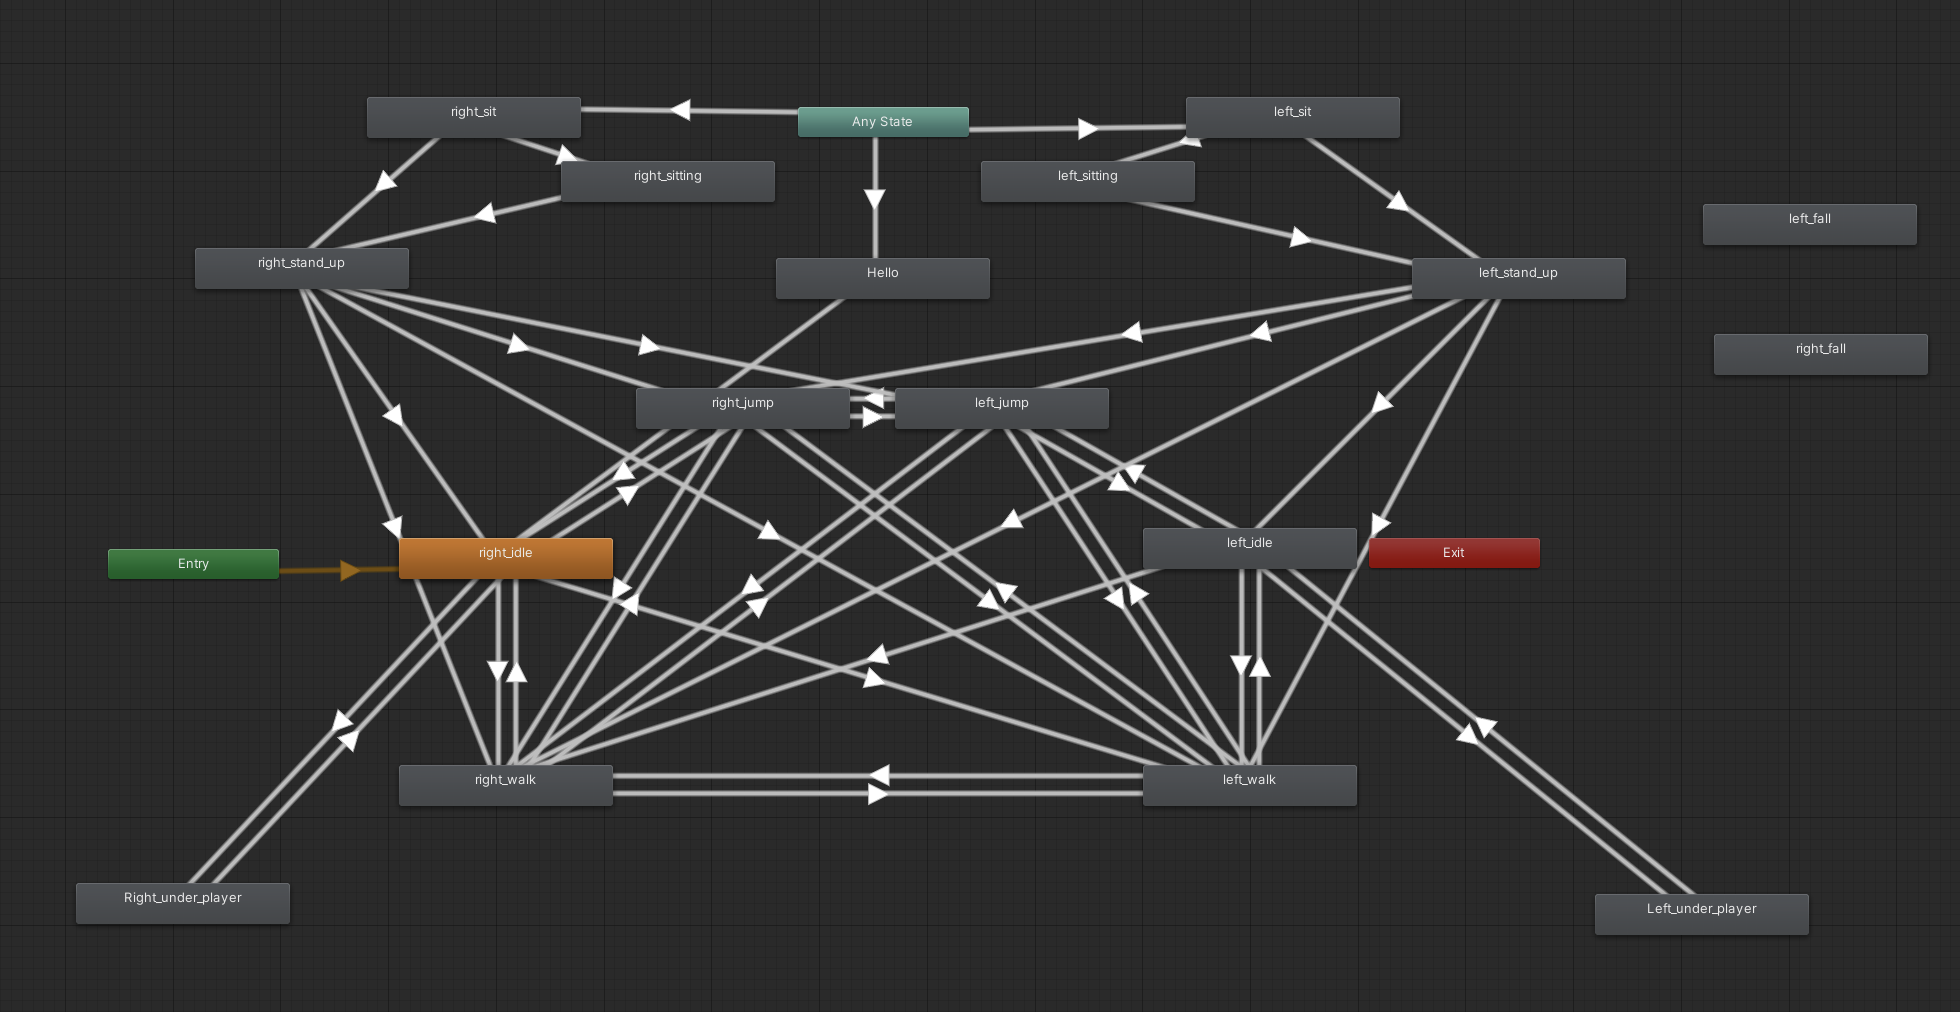 right_sit
Any State
left_sit
right_sitting
left_sitting
left_fall
right_stand_up
Hello
left_stand_up
right_fall
right_jump
left_jump
Entry
right_idle
left_idle
Exit
right_walk
left_walk
Right_under_player
Left_under_player